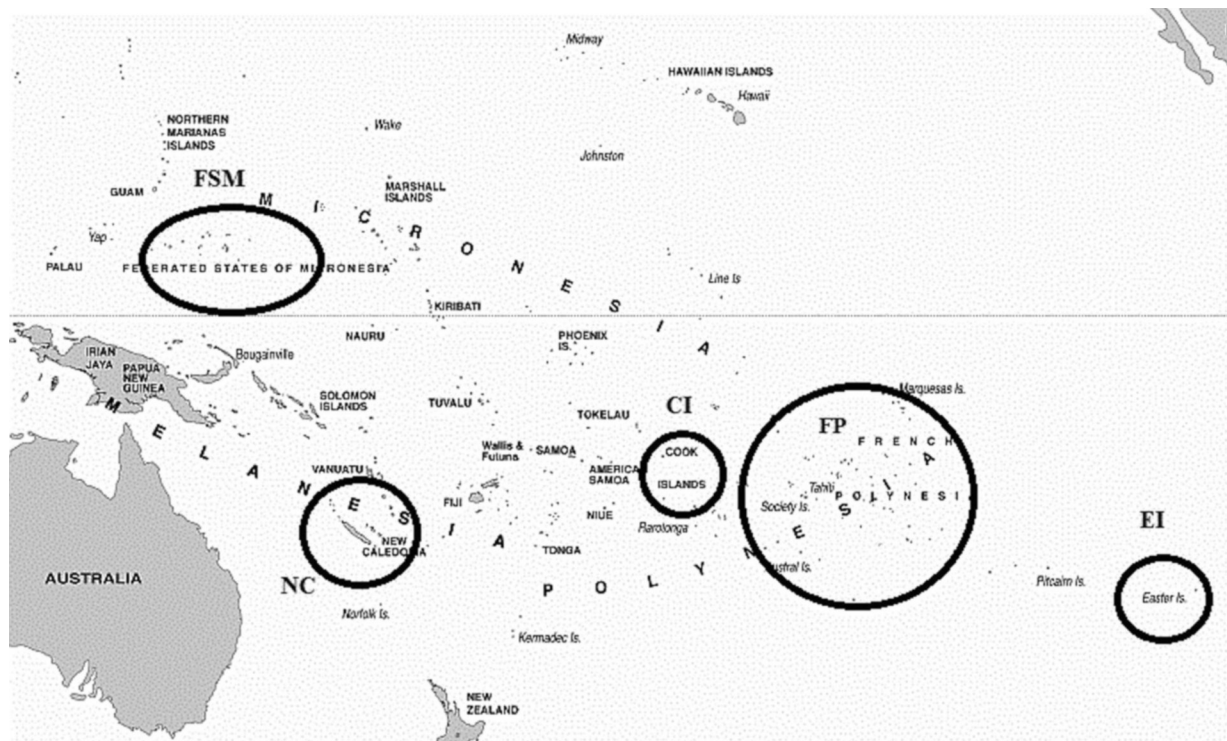 Midway
HAWAIIAN ISLANDS
Hawaii
NORTHERN
MARIANAS
ISLANDS
Wake
Johnston
FSM
GUAM
MARSHALL
ISLANDS
MICRONESIA
Yap
PALAU
FEDERATED STATES OF MICRONESIA
Line Is
KIRIBATI
NAURU
PHOENIX
IS.
IRIAN
JAYA
PAPUA
NEW
GUINEA
Bougainville
SOLOMON
ISLANDS
TUVALU
TOKELAU
CI
FP
Marquesas Is.
MELANESIA
Wallis &
Futuna
SAMOA
AMERICA
SAMOA
COOK
ISLANDS
FRENCH
POLYNESI
Tahiti
Society Is.
VANUATU
FIJI
NIUE
Rarotonga
EI
NEW
CALEDONIA
TONGA
POLYNESIA
Austral Is.
Pitcairn Is.
Easter Is.
AUSTRALIA
NC
Norfolk Is.
Kermadec Is.
NEW
ZEALAND